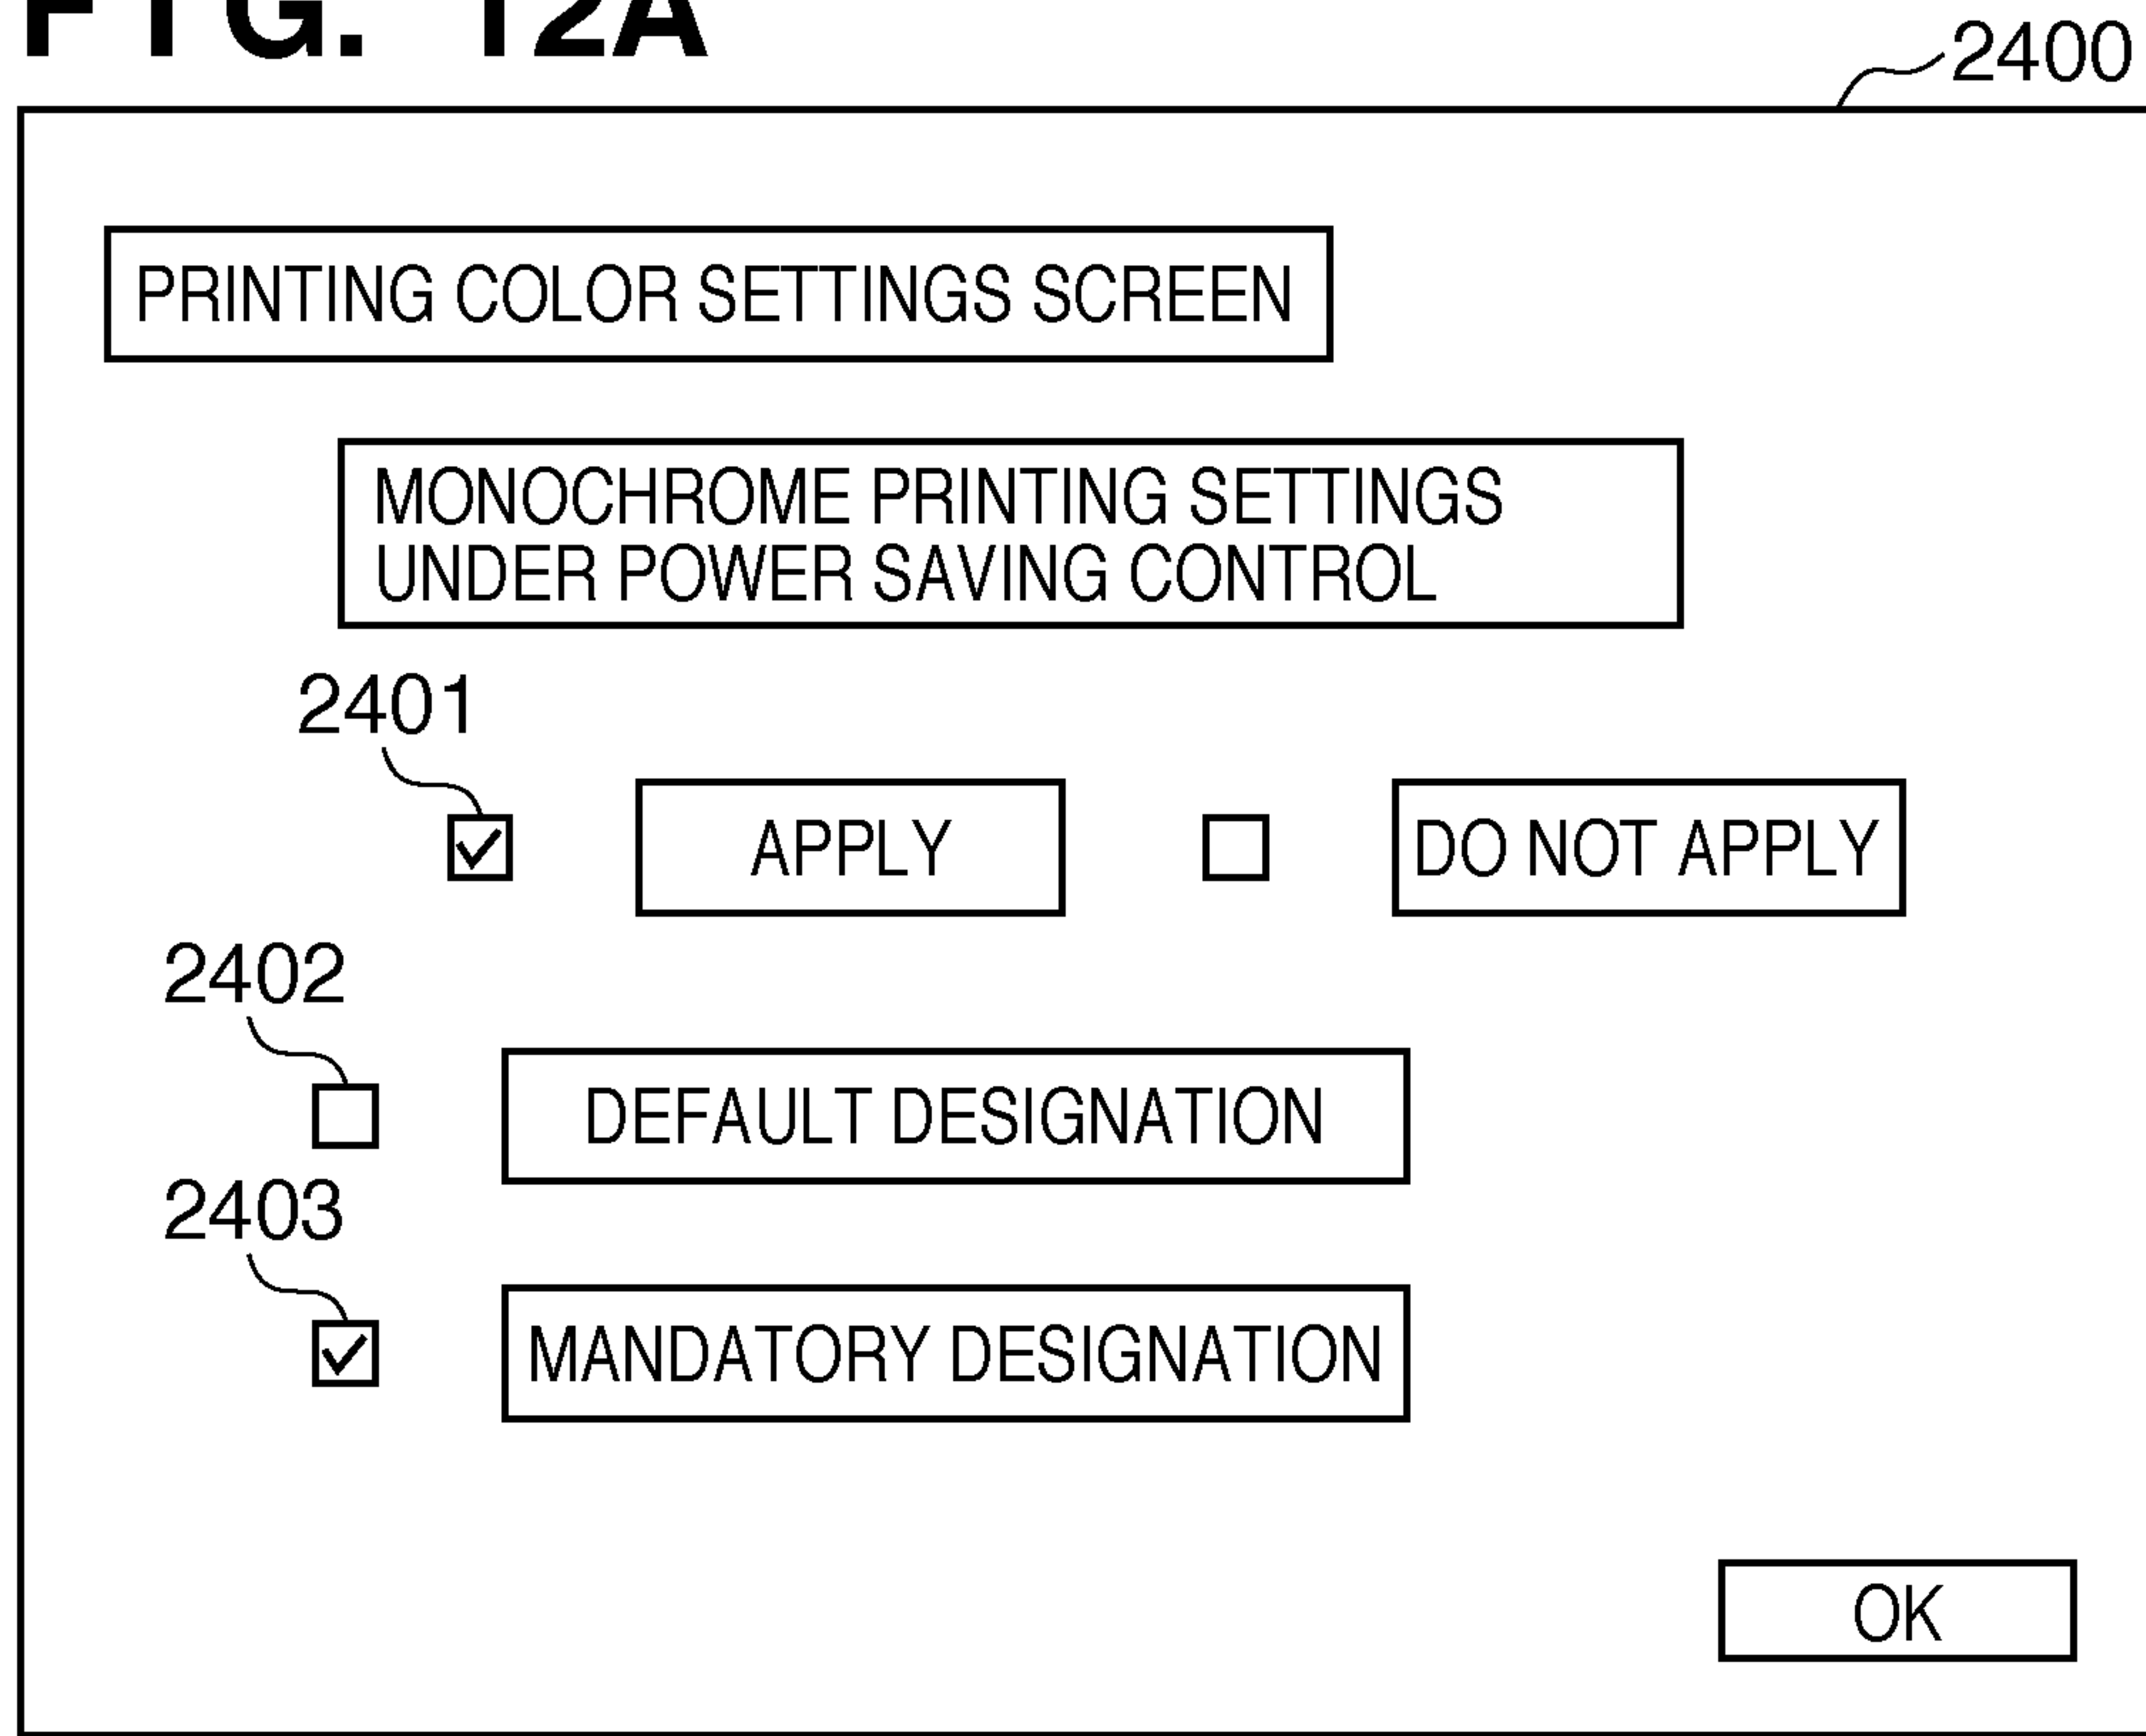 FIG. 12A
2400
PRINTING COLOR SETTINGS SCREEN
MONOCHROME PRINTING SETTINGS
UNDER POWER SAVING CONTROL
2401
APPLY
DO NOT APPLY
2402
DEFAULT DESIGNATION
2403
MANDATORY DESIGNATION
OK